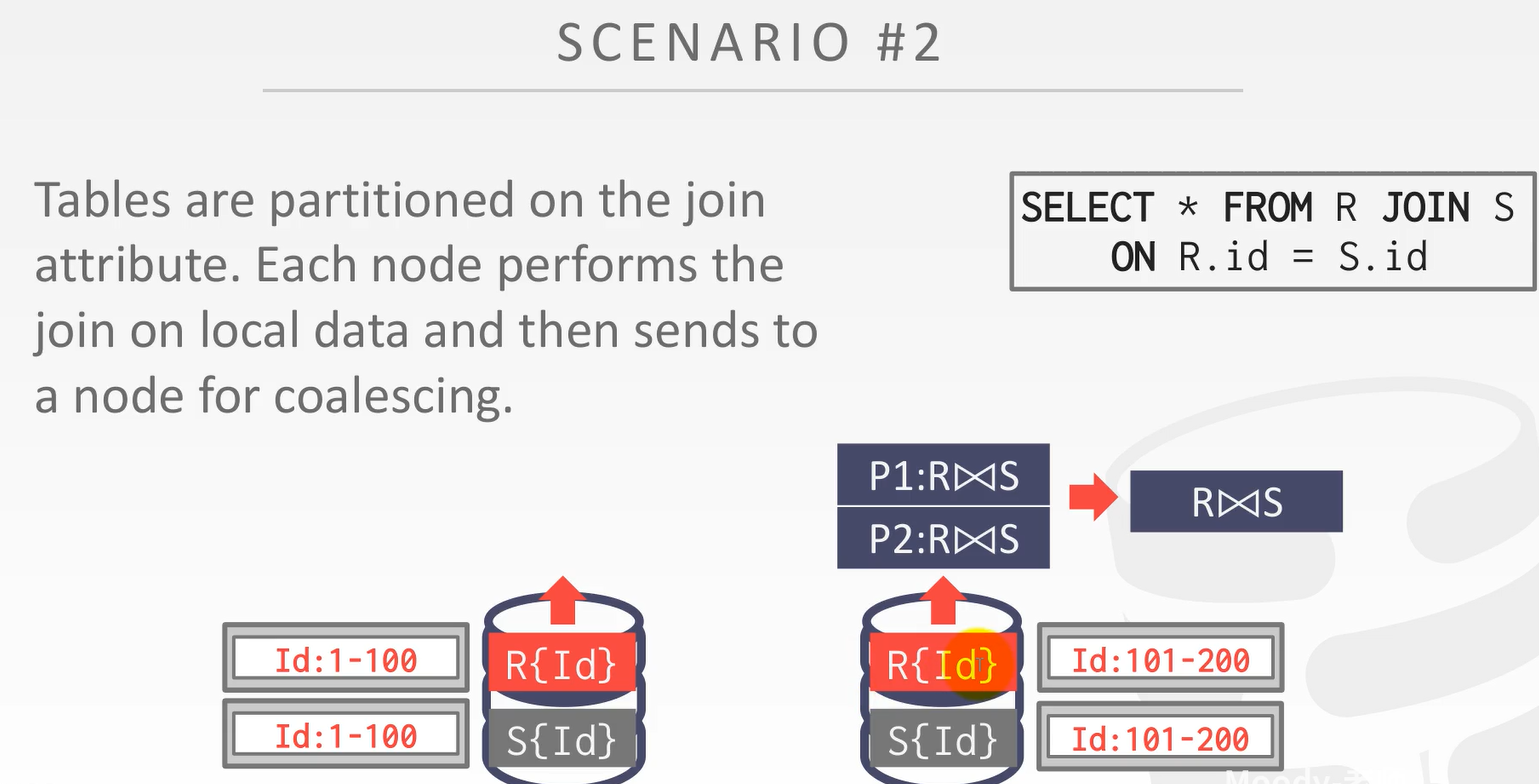 SCENARIO #2
Tables are partitioned on the join
attribute. Each node performs the
join on local data and then sends to
a node for coalescing.
SELECT * FROM R JOIN S
ON R.id = S.id
P1:R⋈S
P2:R⋈S
R⋈S
Id:1-100
R{Id}
R{Id}
Id:101-200
Id:1-100
S{Id}
S{Id}
Id:101-200